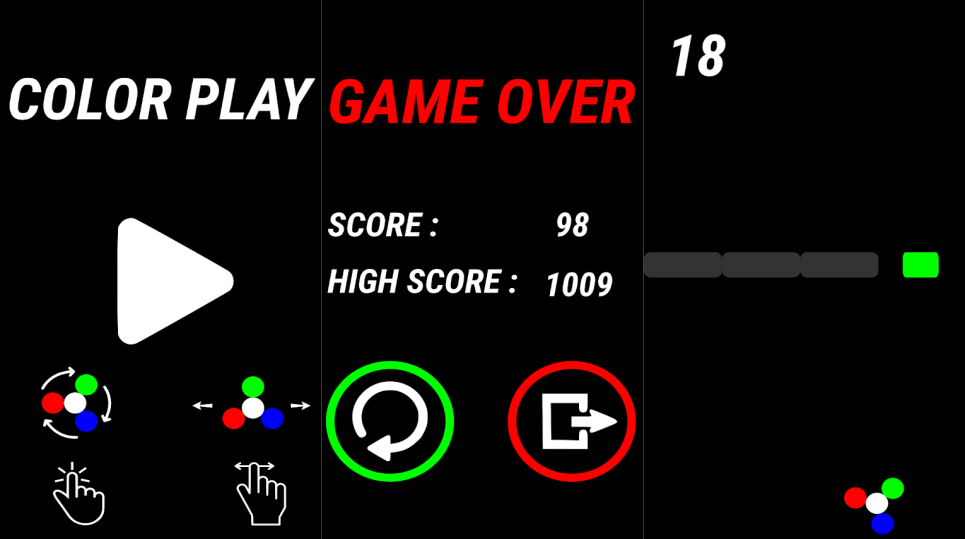 COLOR PLAY
GAME OVER
SCORE : 98
HIGH SCORE : 1009
18